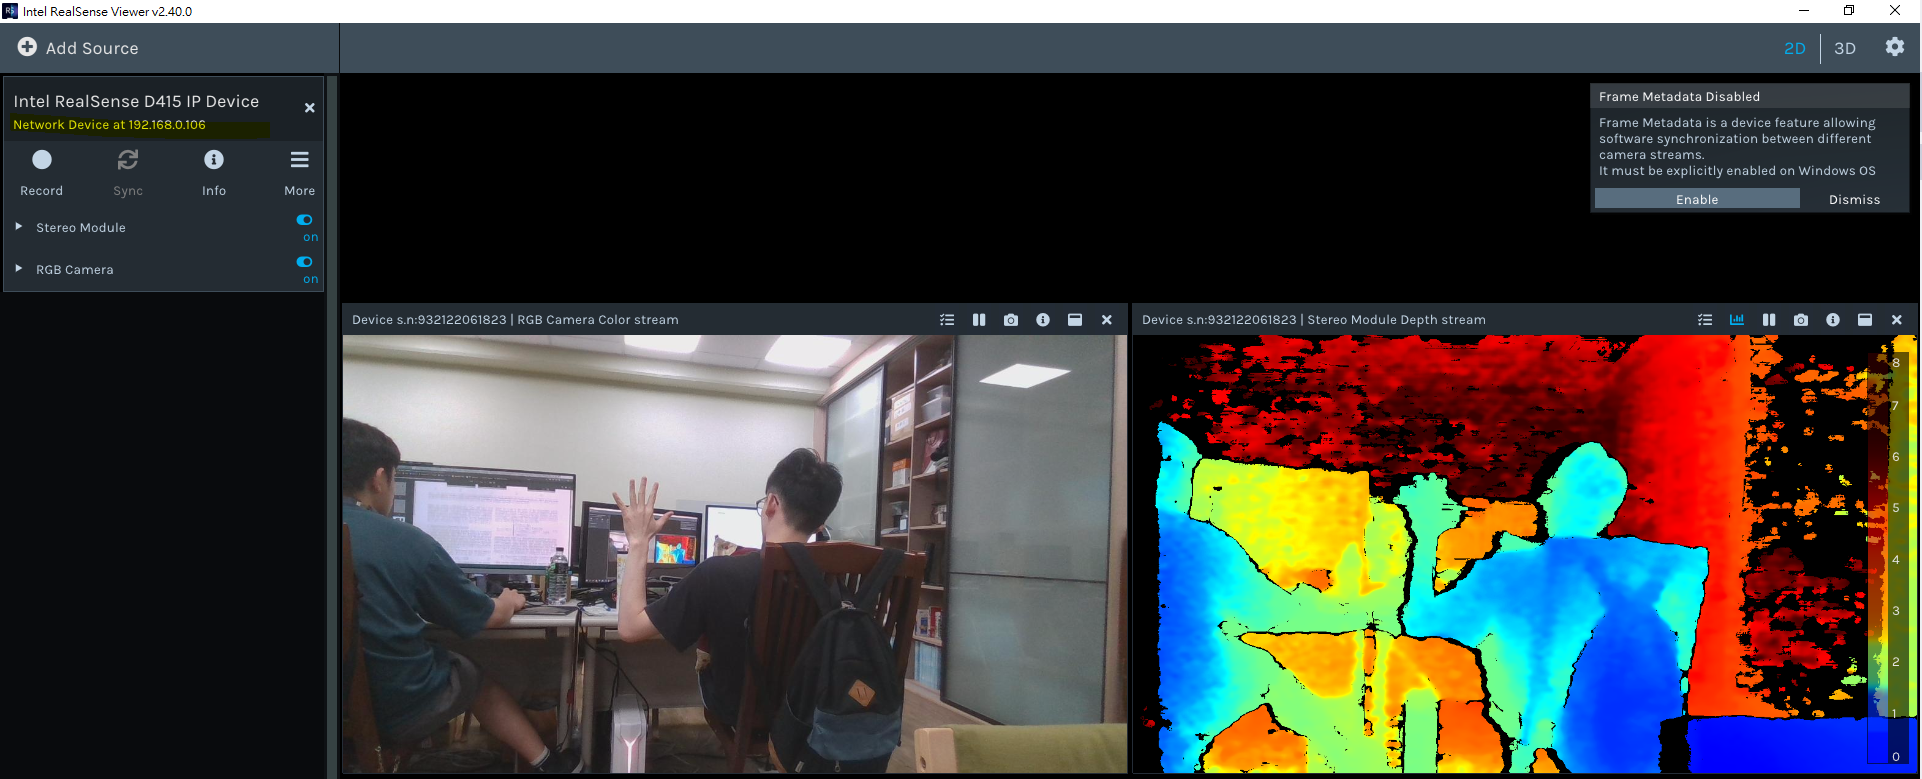 Intel RealSense Viewer v2.40.0
Add Source
2D
3D
Intel RealSense D415 IP Device
Network Device at 192.168.0.106
Record
Sync
Info
More
Stereo Module
on
RGB Camera
on
Frame Metadata Disabled
Frame Metadata is a device feature allowing
software synchronization between different
camera streams.
It must be explicitly enabled on Windows OS
Enable
Dismiss
Device s.n:932122061823 | RGB Camera Color stream
Device s.n:932122061823 | Stereo Module Depth stream
8
7
6
5
4
3
2
1
0